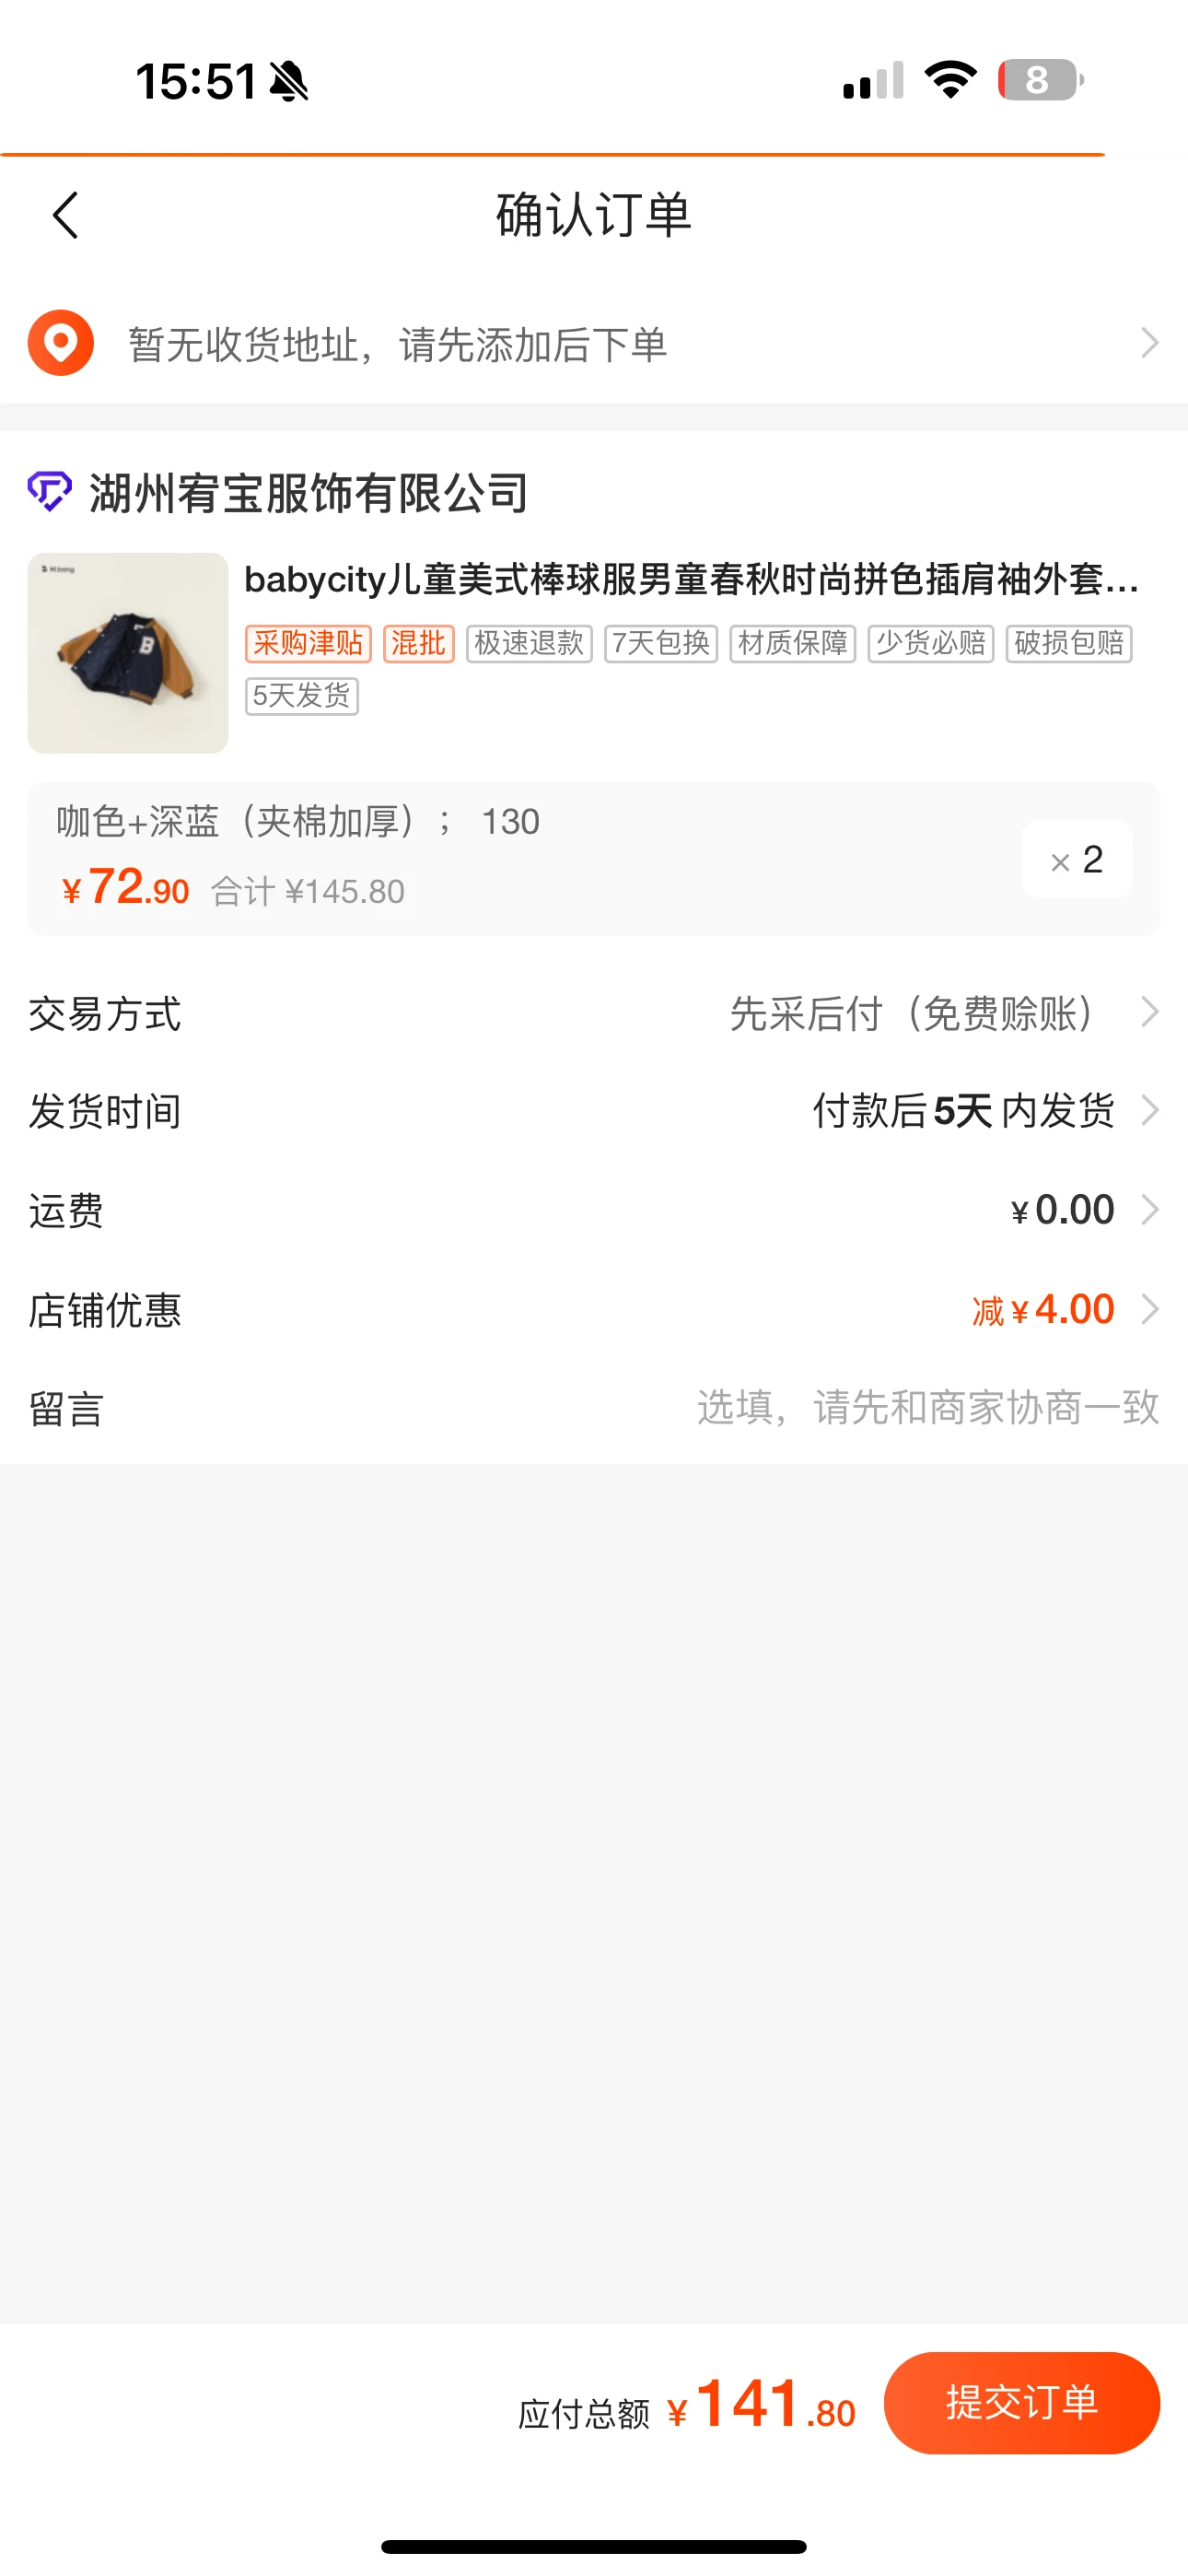 15:51
8
确认订单
暂无收货地址，请先添加后下单
湖州宥宝服饰有限公司
babycity儿童美式棒球服男童春秋时尚拼色插肩袖外套...
采购津贴 混批 极速退款 7天包换 材质保障 少货必赔 破损包赔
5天发货
B
咖色+深蓝（夹棉加厚）； 130
¥72.90 合计 ¥145.80
× 2
交易方式 先采后付（免费赊账）
发货时间 付款后5天内发货
运费 ¥0.00
店铺优惠 减¥4.00
留言 选填，请先和商家协商一致
应付总额 ¥141.80 提交订单